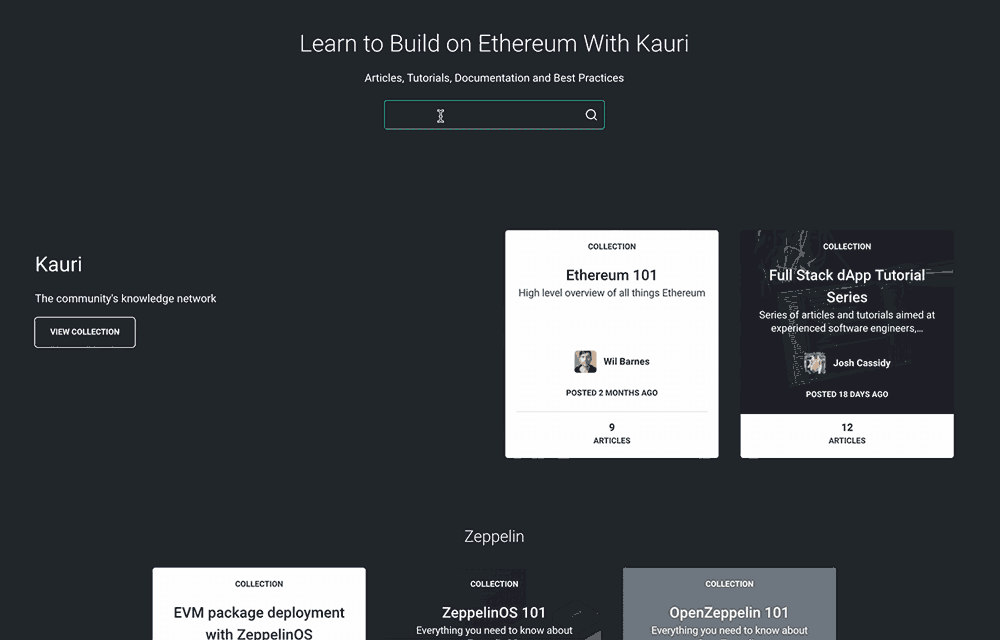 Learn to Build on Ethereum With Kauri
Articles, Tutorials, Documentation and Best Practices
Kauri
The community's knowledge network
VIEW COLLECTION
COLLECTION
Ethereum 101
High level overview of all things Ethereum
Wil Barnes
POSTED 2 MONTHS AGO
9
ARTICLES
COLLECTION
Full Stack dApp Tutorial
Series
Series of articles and tutorials aimed at
experienced software engineers,...
Josh Cassidy
POSTED 18 DAYS AGO
12
ARTICLES
Zeppelin
COLLECTION
EVM package deployment
with ZeppelinOS
COLLECTION
ZeppelinOS 101
Everything you need to know about
COLLECTION
OpenZeppelin 101
Everything you need to know about